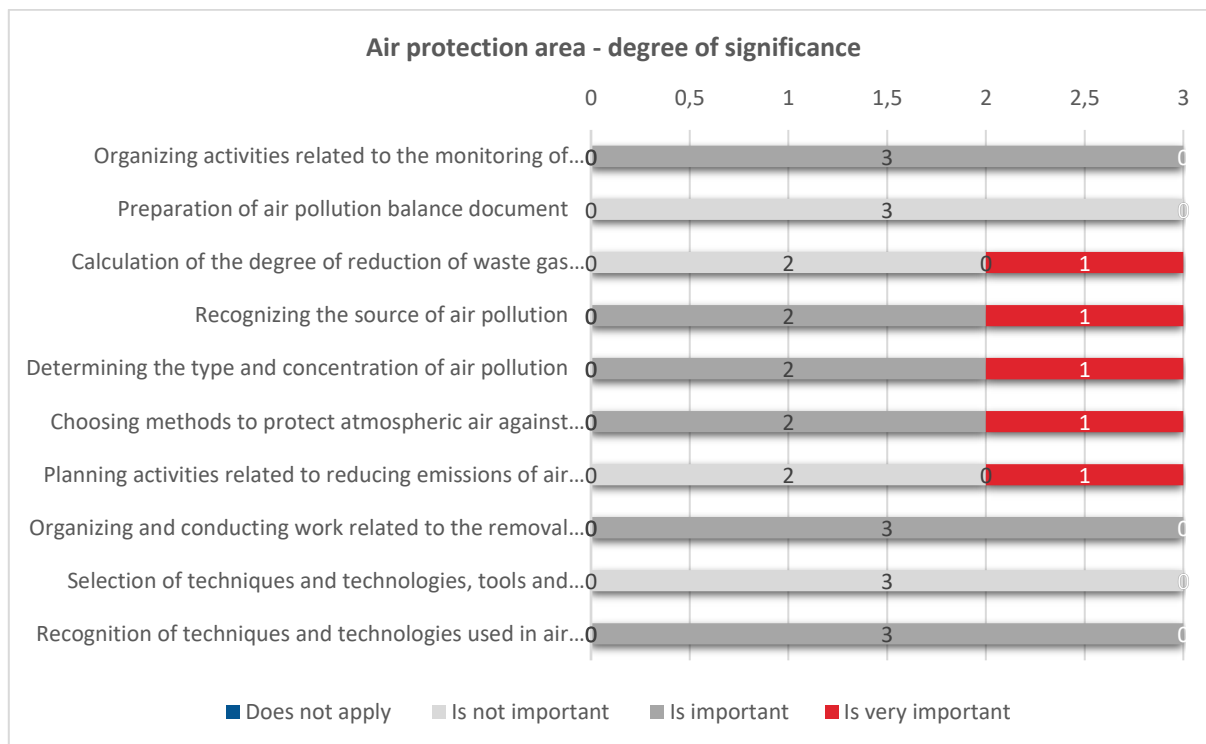 Air protection area - degree of significance
0 0,5 1 1,5 2 2,5 3
Organizing activities related to the monitoring of... 0 3 0
Preparation of air pollution balance document 0 3 0
Calculation of the degree of reduction of waste gas... 0 2 0 1
Recognizing the source of air pollution 0 2 1
Determining the type and concentration of air pollution 0 2 1
Choosing methods to protect atmospheric air against... 0 2 1
Planning activities related to reducing emissions of air... 0 2 0 1
Organizing and conducting work related to the removal... 0 3 0
Selection of techniques and technologies, tools and... 0 3 0
Recognition of techniques and technologies used in air... 0 3 0
Does not apply Is not important Is important Is very important